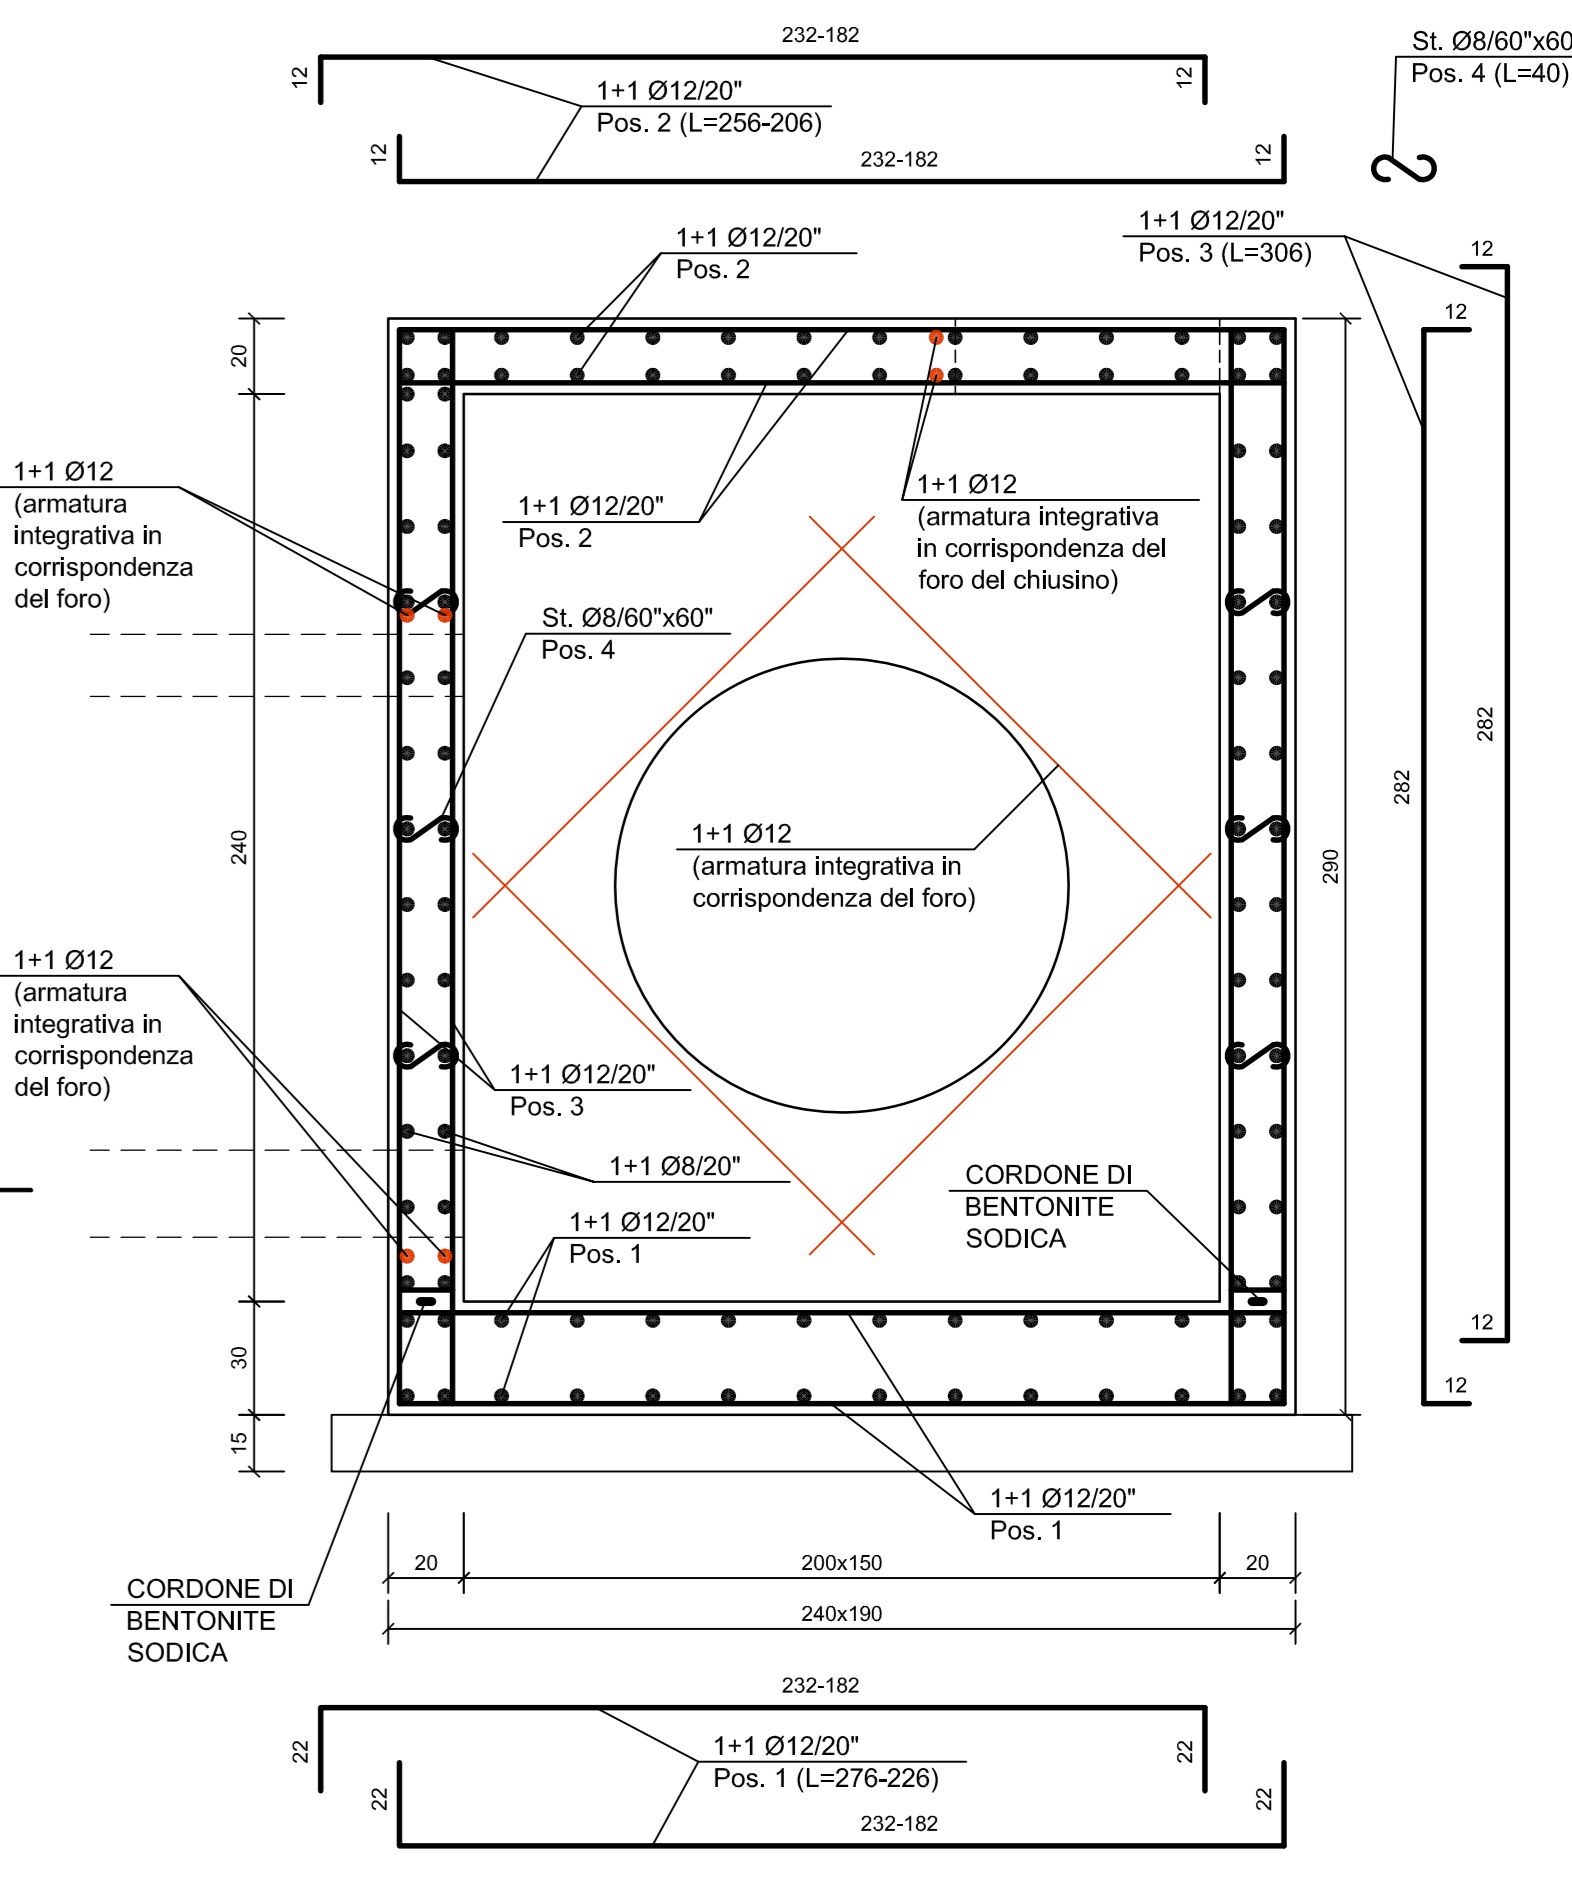 232-182
12
12
1+1 Ø12/20"
Pos. 2 (L=256-206)
12
232-182
12
St. Ø8/60"x60
Pos. 4 (L=40)
1+1 Ø12/20"
Pos. 2
1+1 Ø12/20"
Pos. 3 (L=306)
12
12
282
282
12
12
20
240
30
15
290
1+1 Ø12
(armatura
integrativa in
corrispondenza
del foro)
1+1 Ø12/20"
Pos. 2
1+1 Ø12
(armatura integrativa
in corrispondenza del
foro del chiusino)
St. Ø8/60"x60"
Pos. 4
1+1 Ø12
(armatura integrativa in
corrispondenza del foro)
1+1 Ø12
(armatura
integrativa in
corrispondenza
del foro)
1+1 Ø12/20"
Pos. 3
1+1 Ø8/20"
1+1 Ø12/20"
Pos. 1
CORDONE DI
BENTONITE
SODICA
1+1 Ø12/20"
Pos. 1
20
200x150
20
240x190
CORDONE DI
BENTONITE
SODICA
232-182
22
22
1+1 Ø12/20"
Pos. 1 (L=276-226)
22
232-182
22